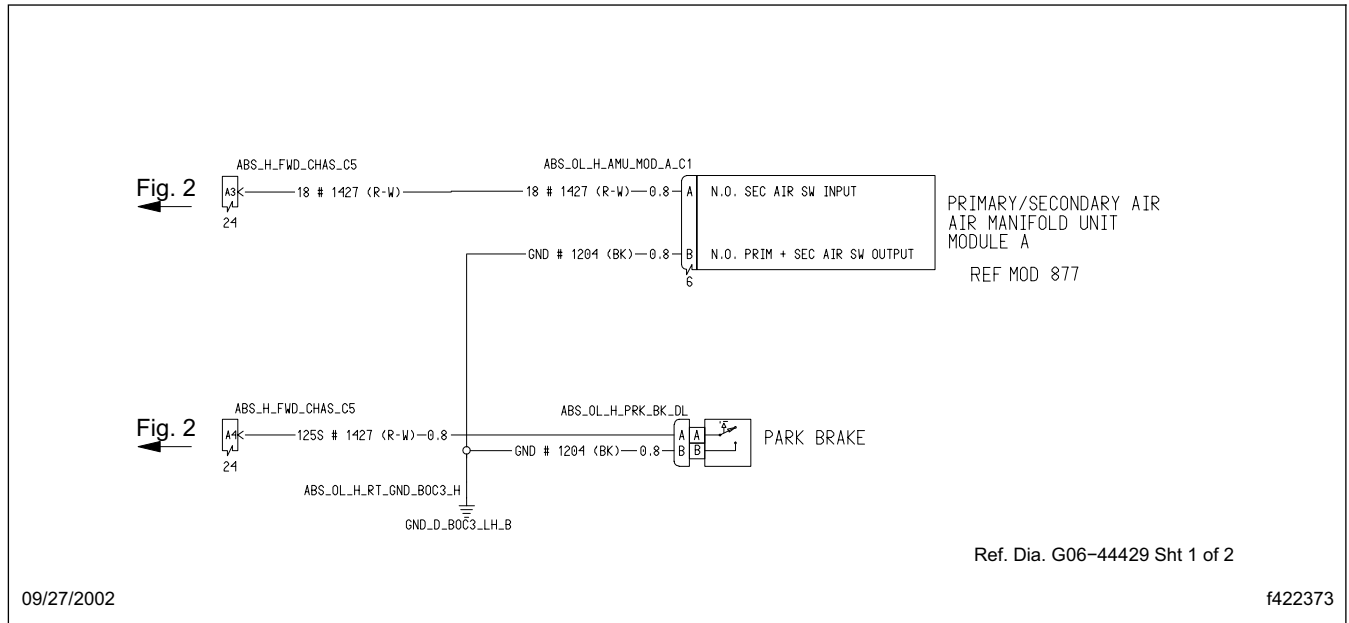 ABS_H_FWD_CHAS_C5
ABS_OL_H_AMU_MOD_A_C1
Fig. 2
A3
18 # 1427 (R-W)
18 # 1427 (R-W)
0.8
A
N.O. SEC AIR SW INPUT
24
PRIMARY/SECONDARY AIR
AIR MANIFOLD UNIT
MODULE A
GND # 1204 (BK)
0.8
B
N.O. PRIM + SEC AIR SW OUTPUT
6
REF MOD 877
ABS_H_FWD_CHAS_C5
ABS_OL_H_PRK_BK_DL
Fig. 2
A4
125S # 1427 (R-W)
0.8
A
A
PARK BRAKE
GND # 1204 (BK)
0.8
B
B
24
ABS_OL_H_RT_GND_BOC3_H
GND_D_BOC3_LH_B
Ref. Dia. G06−44429 Sht 1 of 2
09/27/2002
f422373